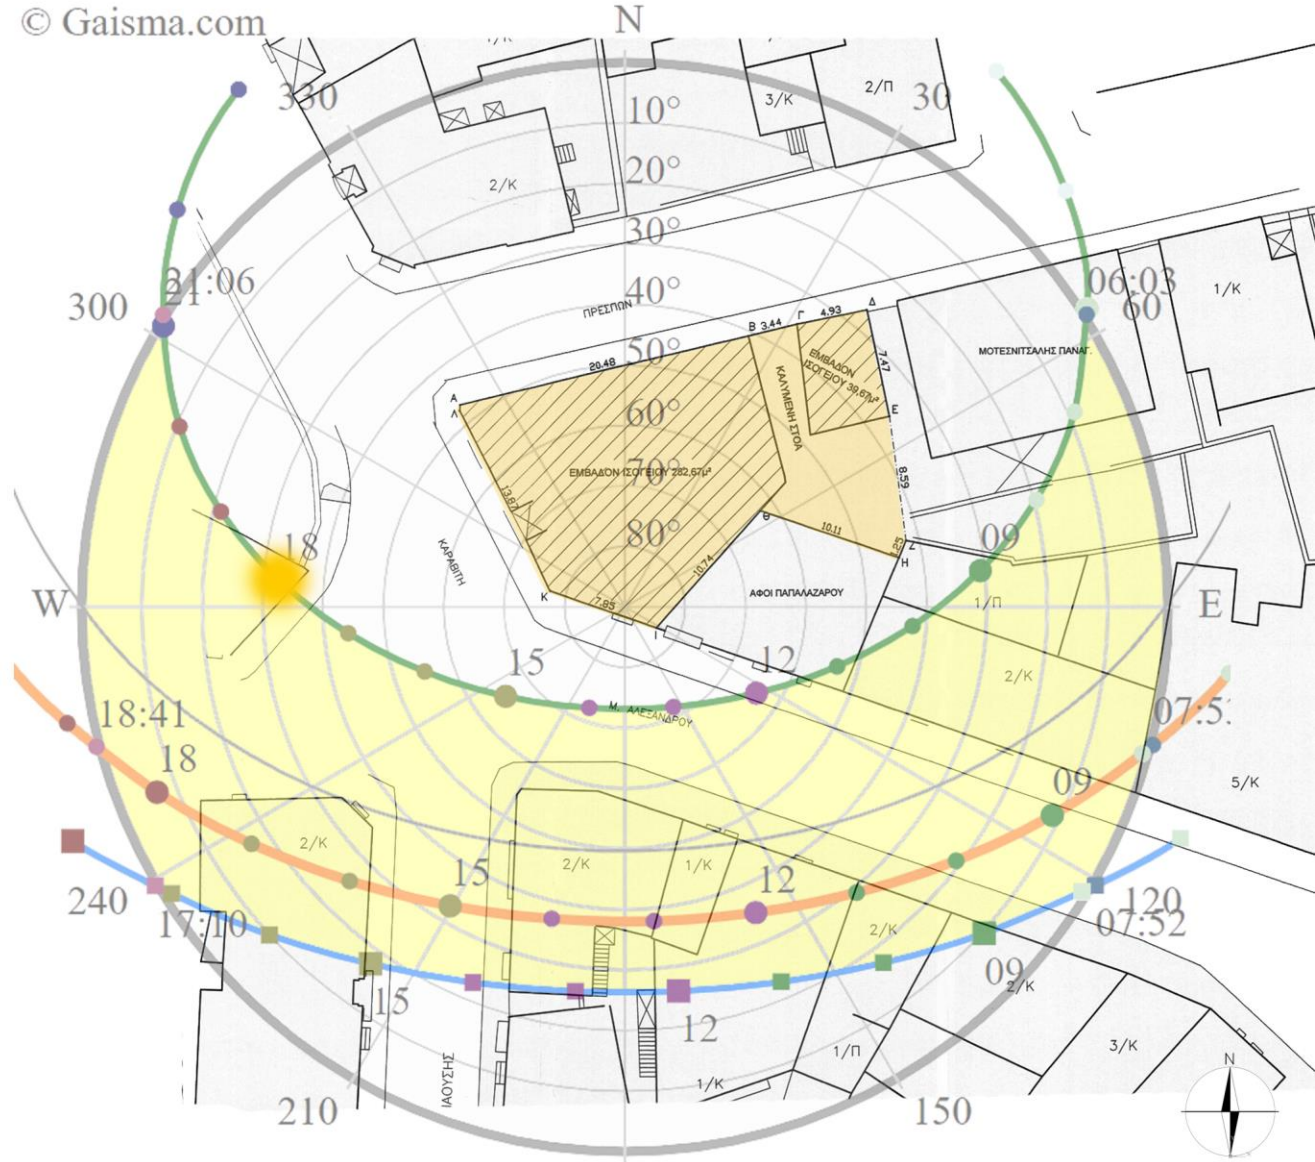 © Gaisma.com
N
330
30
10°
3/Κ
2/Π
20°
2/Κ
30°
300
21:06
21
40°
06:03
60
1/Κ
ΠΡΕΣΠΩΝ
Β
3.44
Γ
4.93
Δ
50°
20.48
7.47
ΜΟΤΕΣΝΙΤΣΑΛΗΣ ΠΑΝΑΓ.
ΕΜΒΑΔΟΝ
ΙΣΟΓΕΙΟΥ 39,67μ²
ΚΑΛΥΜΕΝΗ ΣΤΟΑ
Α
Λ
60°
Ε
70°
ΕΜΒΑΔΟΝ ΙΣΟΓΕΙΟΥ 282,67μ²
8.59
13.87
Θ
10.11
80°
18
09
ΚΑΡΑΒΙΤΗ
Ζ
Η
10.74
ΑΦΟΙ ΠΑΠΑΛΑΖΑΡΟΥ
W
Κ
7.85
Ι
1/Π
E
15
12
2/Κ
Μ. ΑΛΕΞΑΝΔΡΟΥ
18:41
18
09
5/Κ
2/Κ
15
2/Κ
1/Κ
12
240
17:10
2/Κ
120
07:52
15
12
09
2/Κ
ΙΑΟΥΣΗΣ
1/Κ
1/Π
3/Κ
N
210
150